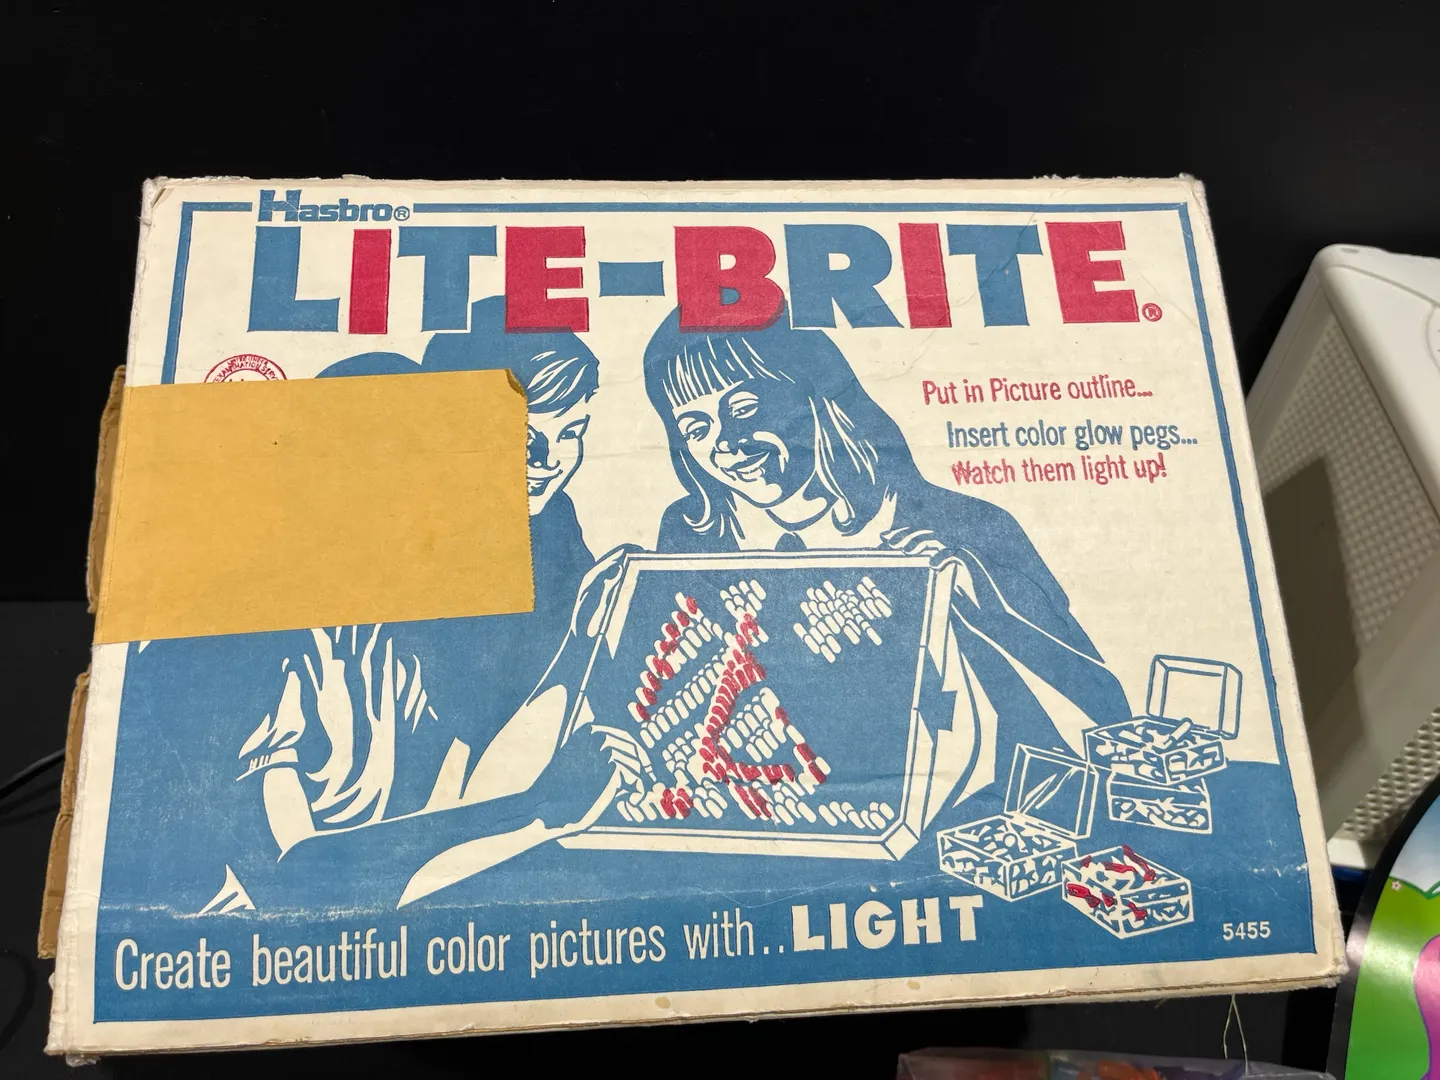 Hasbro®
LITE-BRITE®
Put in Picture outline...
Insert color glow pegs...
Watch them light up!
Create beautiful color pictures with..LIGHT
5455